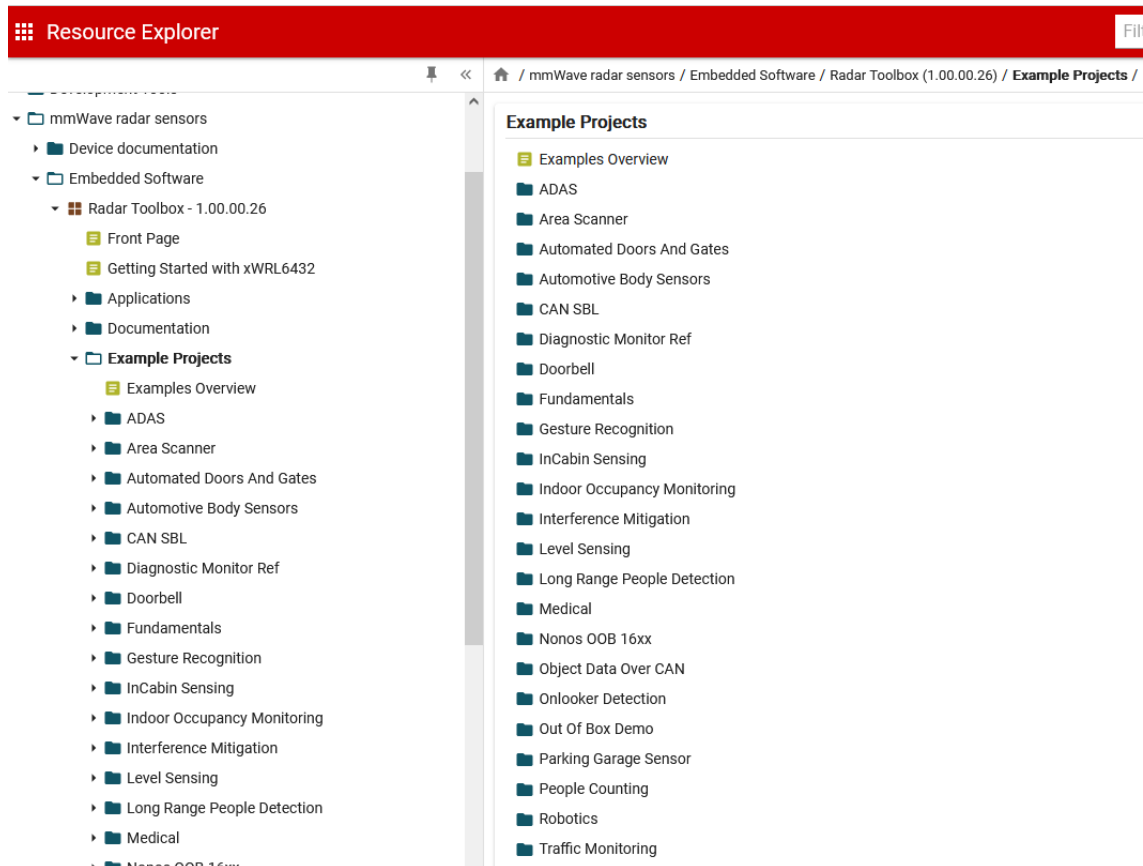 Resource Explorer
mmWave radar sensors
Device documentation
Embedded Software
Radar Toolbox - 1.00.00.26
Front Page
Getting Started with xWRL6432
Applications
Documentation
Example Projects
Examples Overview
ADAS
Area Scanner
Automated Doors And Gates
Automotive Body Sensors
CAN SBL
Diagnostic Monitor Ref
Doorbell
Fundamentals
Gesture Recognition
InCabin Sensing
Indoor Occupancy Monitoring
Interference Mitigation
Level Sensing
Long Range People Detection
Medical
/ mmWave radar sensors / Embedded Software / Radar Toolbox (1.00.00.26) / Example Projects /
Example Projects
Examples Overview
ADAS
Area Scanner
Automated Doors And Gates
Automotive Body Sensors
CAN SBL
Diagnostic Monitor Ref
Doorbell
Fundamentals
Gesture Recognition
InCabin Sensing
Indoor Occupancy Monitoring
Interference Mitigation
Level Sensing
Long Range People Detection
Medical
Nonos OOB 16xx
Object Data Over CAN
Onlooker Detection
Out Of Box Demo
Parking Garage Sensor
People Counting
Robotics
Traffic Monitoring